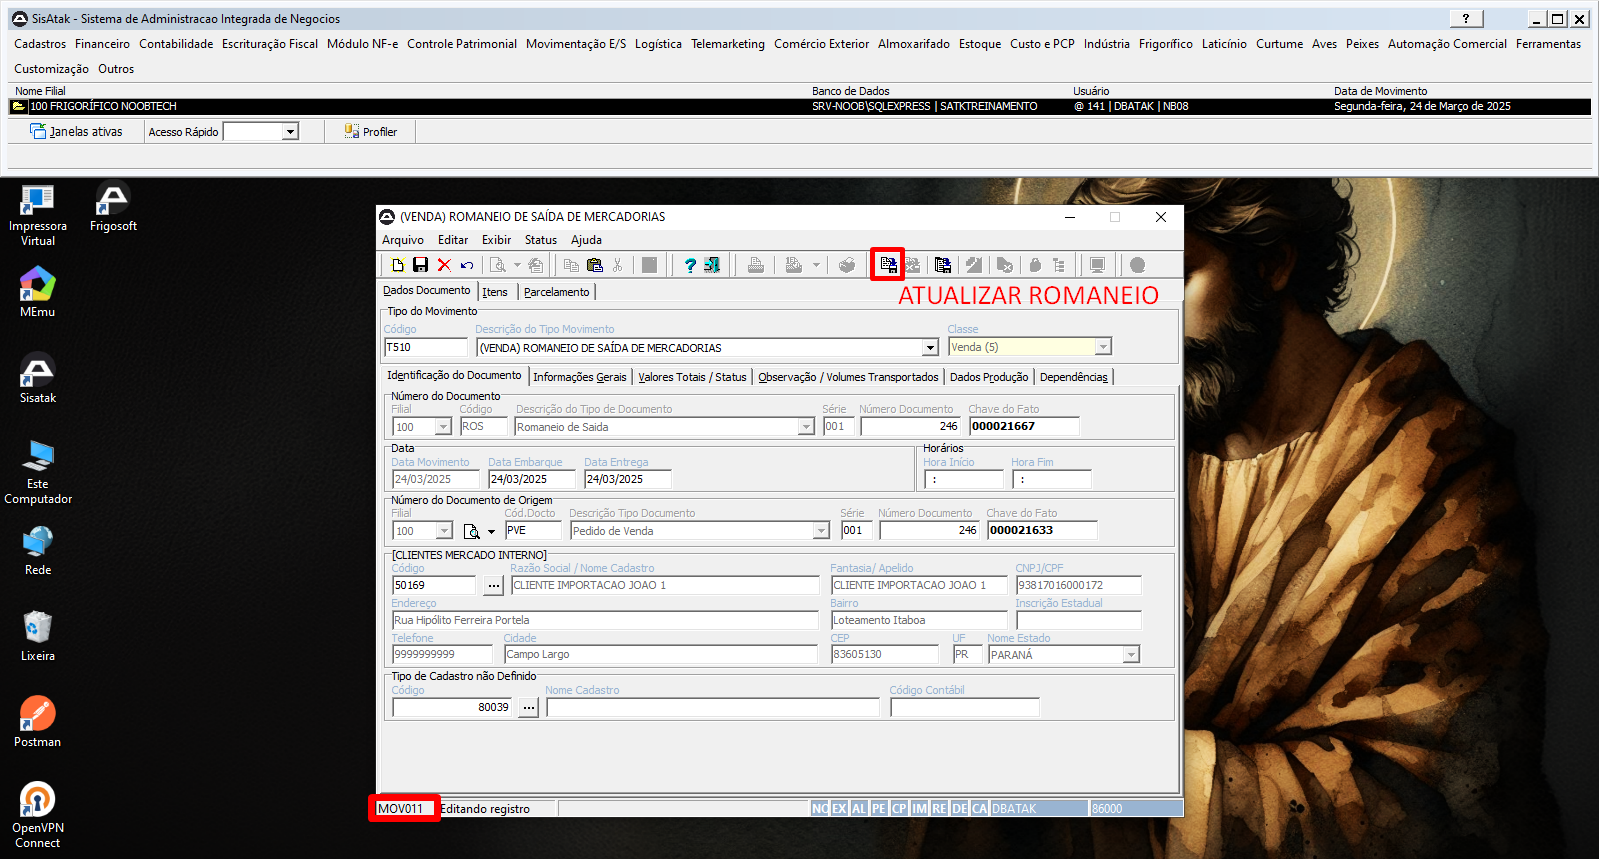 SisAtak - Sistema de Administracao Integrada de Negocios
?
Cadastros Financeiro Contabilidade Escrituração Fiscal Módulo NF-e Controle Patrimonial Movimentação E/S Logística Telemarketing Comércio Exterior Almoxarifado Estoque Custo e PCP Indústria Frigorífico Laticínio Curtume Aves Peixes Automação Comercial Ferramentas
Customização Outros
Nome Filial Banco de Dados Usuário Data de Movimento
100 FRIGORÍFICO NOOBTECH SRV-NOOB\SQLEXPRESS | SATKTREINAMENTO @ 141 | DBATAK | NB08 Segunda-feira, 24 de Março de 2025
Janelas ativas Acesso Rápido Profiler
Impressora
Virtual
Frigosoft
MEmu
Sisatak
Este
Computador
Rede
Lixeira
Postman
OpenVPN
Connect
(VENDA) ROMANEIO DE SAÍDA DE MERCADORIAS
Arquivo Editar Exibir Status Ajuda
Dados Documento Itens Parcelamento
ATUALIZAR ROMANEIO
Tipo do Movimento
Código Descrição do Tipo Movimento Classe
T510 (VENDA) ROMANEIO DE SAÍDA DE MERCADORIAS Venda (5)
Identificação do Documento Informações Gerais Valores Totais / Status Observação / Volumes Transportados Dados Produção Dependências
Número do Documento
Filial Código Descrição do Tipo de Documento Série Número Documento Chave do Fato
100 ROS Romaneio de Saida 001 246 000021667
Data Horários
Data Movimento Data Embarque Data Entrega Hora Início Hora Fim
24/03/2025 24/03/2025 24/03/2025 : :
Número do Documento de Origem
Filial Cód.Docto Descrição Tipo Documento Série Número Documento Chave do Fato
100 PVE Pedido de Venda 001 246 000021633
[CLIENTES MERCADO INTERNO]
Código Razão Social / Nome Cadastro Fantasia/ Apelido CNPJ/CPF
50169 ... CLIENTE IMPORTACAO JOAO 1 CLIENTE IMPORTACAO JOAO 1 93817016000172
Endereço Bairro Inscrição Estadual
Rua Hipólito Ferreira Portela Loteamento Itaboa
Telefone Cidade CEP UF Nome Estado
9999999999 Campo Largo 83605130 PR PARANÁ
Tipo de Cadastro não Definido
Código Nome Cadastro Código Contábil
80039 ...
MOV011 Editando registro NO EX AL PE CP IM RE DE CA DBATAK 86000